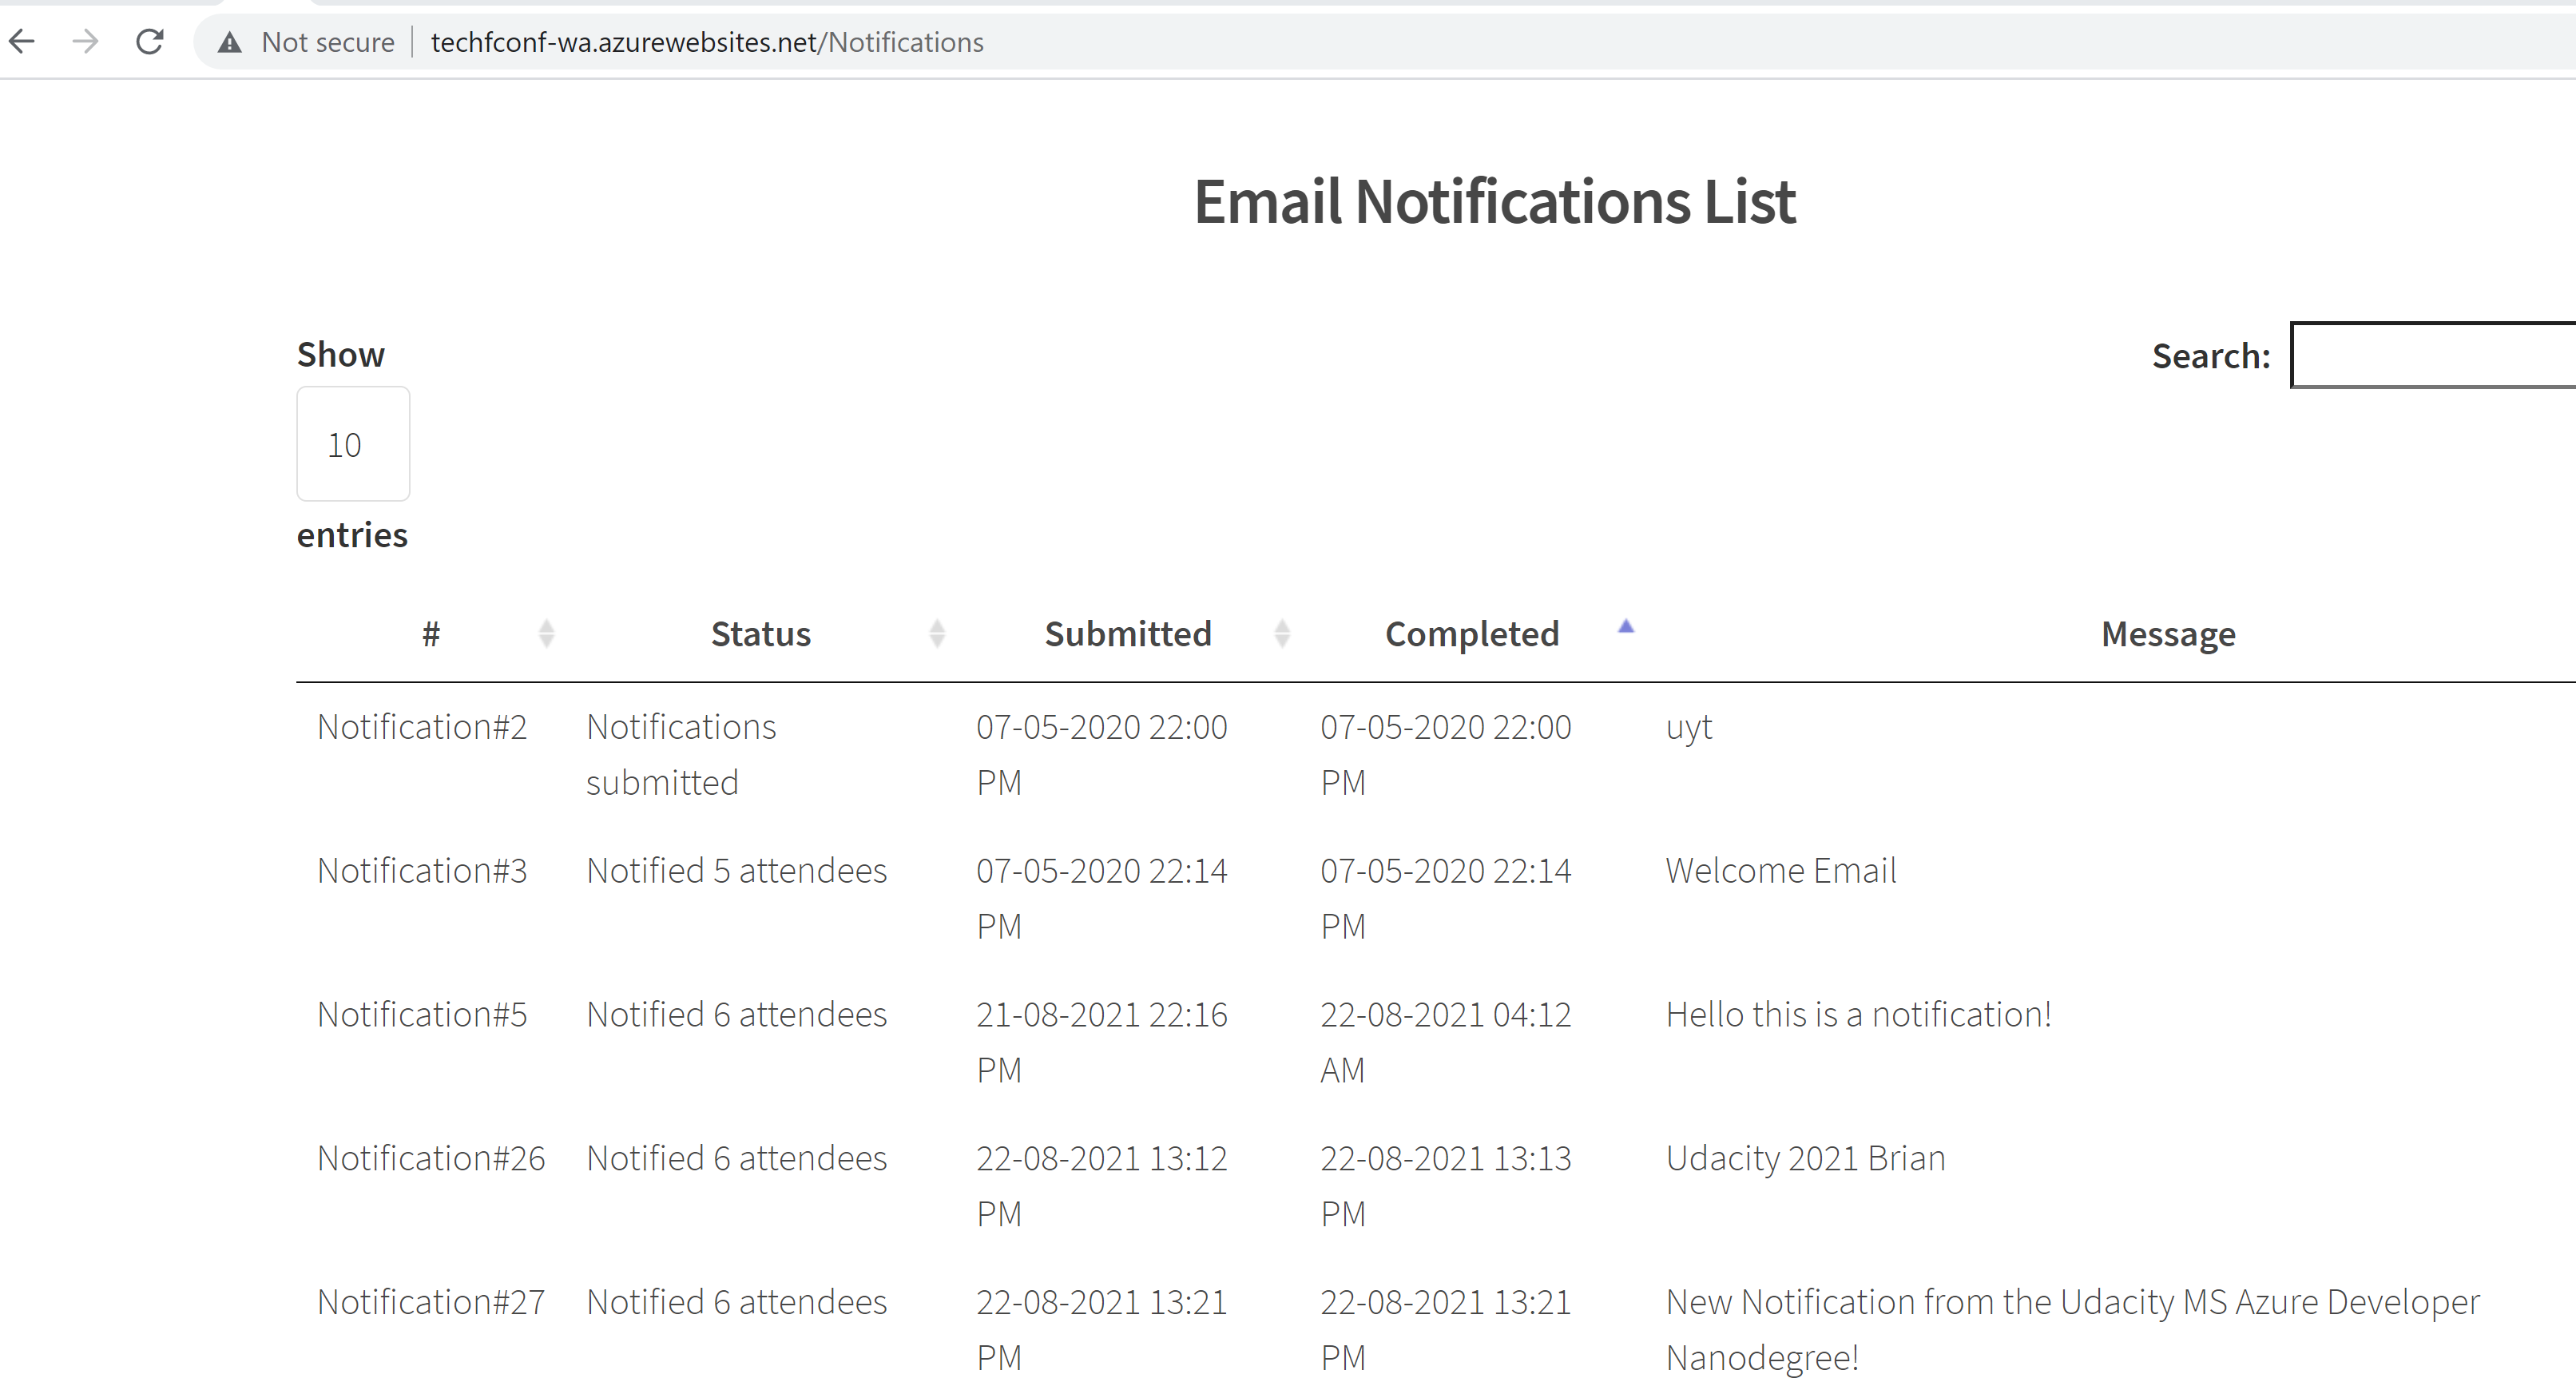 Not secure techfconf-wa.azurewebsites.net/Notifications
Email Notifications List
Show
10
entries
Search:
# Status Submitted Completed Message
Notification#2 Notifications 07-05-2020 22:00 07-05-2020 22:00 uyt
submitted PM PM
Notification#3 Notified 5 attendees 07-05-2020 22:14 07-05-2020 22:14 Welcome Email
PM PM
Notification#5 Notified 6 attendees 21-08-2021 22:16 22-08-2021 04:12 Hello this is a notification!
PM AM
Notification#26 Notified 6 attendees 22-08-2021 13:12 22-08-2021 13:13 Udacity 2021 Brian
PM PM
Notification#27 Notified 6 attendees 22-08-2021 13:21 22-08-2021 13:21 New Notification from the Udacity MS Azure Developer
PM PM Nanodegree!